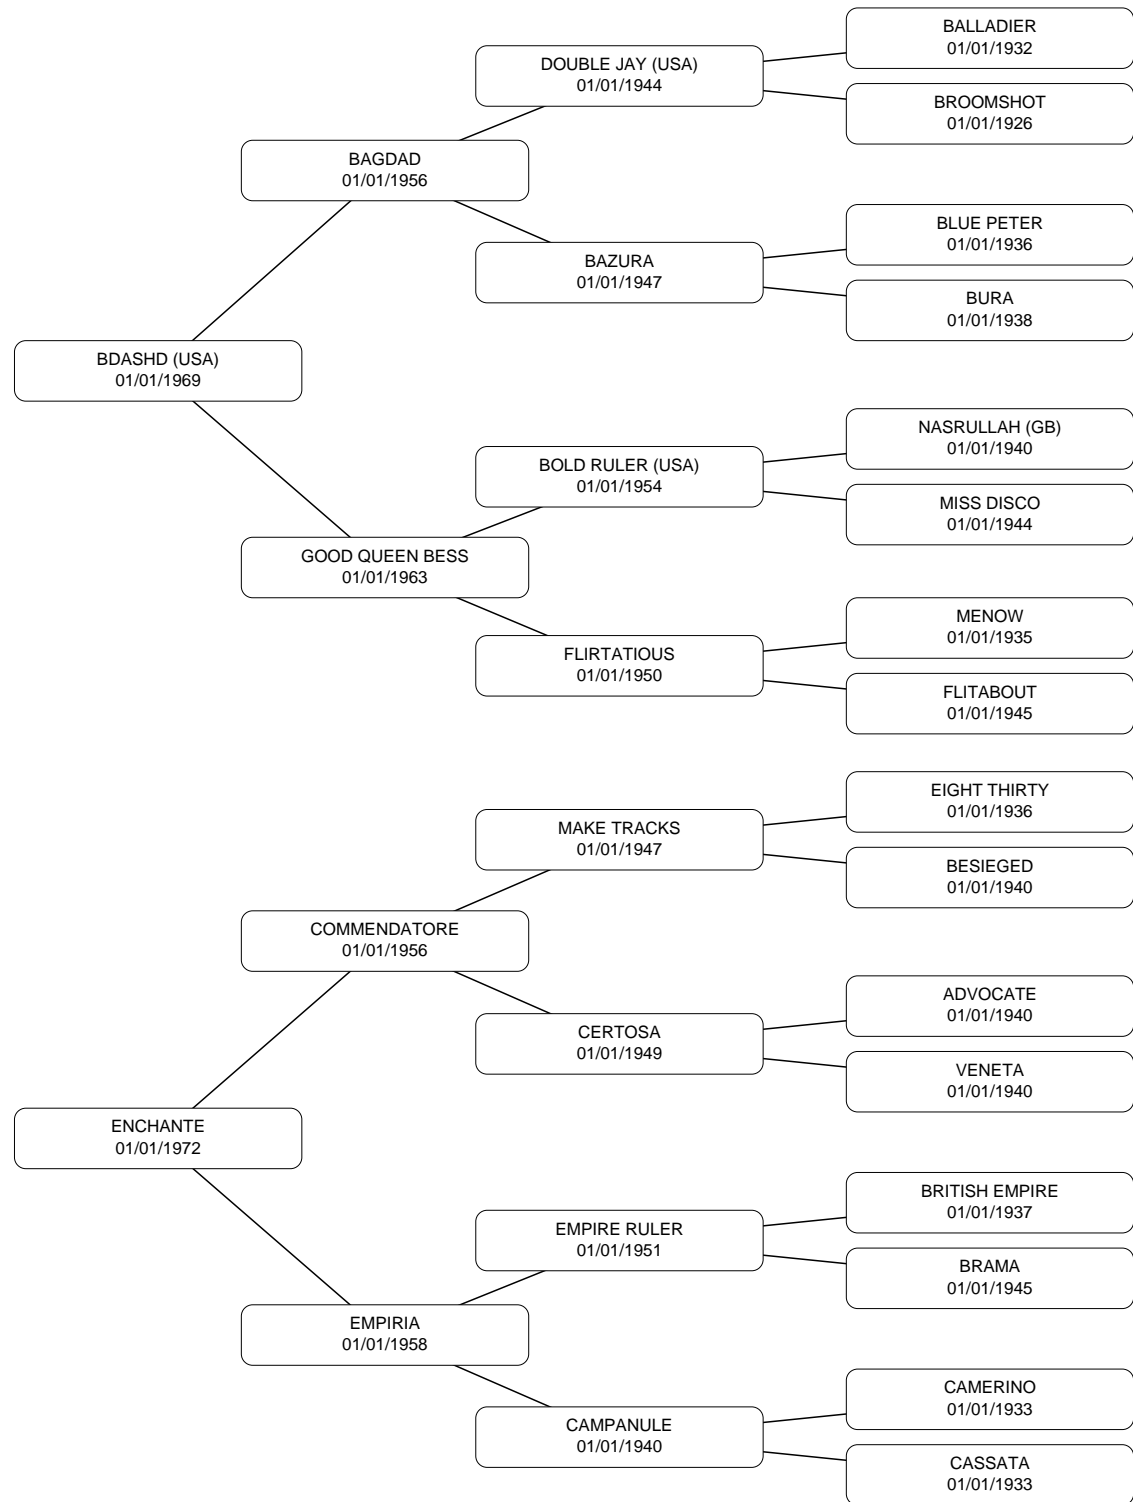 BALLADIER
01/01/1932
DOUBLE JAY (USA)
01/01/1944
BROOMSHOT
01/01/1926
BAGDAD
01/01/1956
BLUE PETER
01/01/1936
BAZURA
01/01/1947
BURA
01/01/1938
BDASHD (USA)
01/01/1969
NASRULLAH (GB)
01/01/1940
BOLD RULER (USA)
01/01/1954
MISS DISCO
01/01/1944
GOOD QUEEN BESS
01/01/1963
MENOW
01/01/1935
FLIRTATIOUS
01/01/1950
FLITABOUT
01/01/1945
EIGHT THIRTY
01/01/1936
MAKE TRACKS
01/01/1947
BESIEGED
01/01/1940
COMMENDATORE
01/01/1956
ADVOCATE
01/01/1940
CERTOSA
01/01/1949
VENETA
01/01/1940
ENCHANTE
01/01/1972
BRITISH EMPIRE
01/01/1937
EMPIRE RULER
01/01/1951
BRAMA
01/01/1945
EMPIRIA
01/01/1958
CAMERINO
01/01/1933
CAMPANULE
01/01/1940
CASSATA
01/01/1933